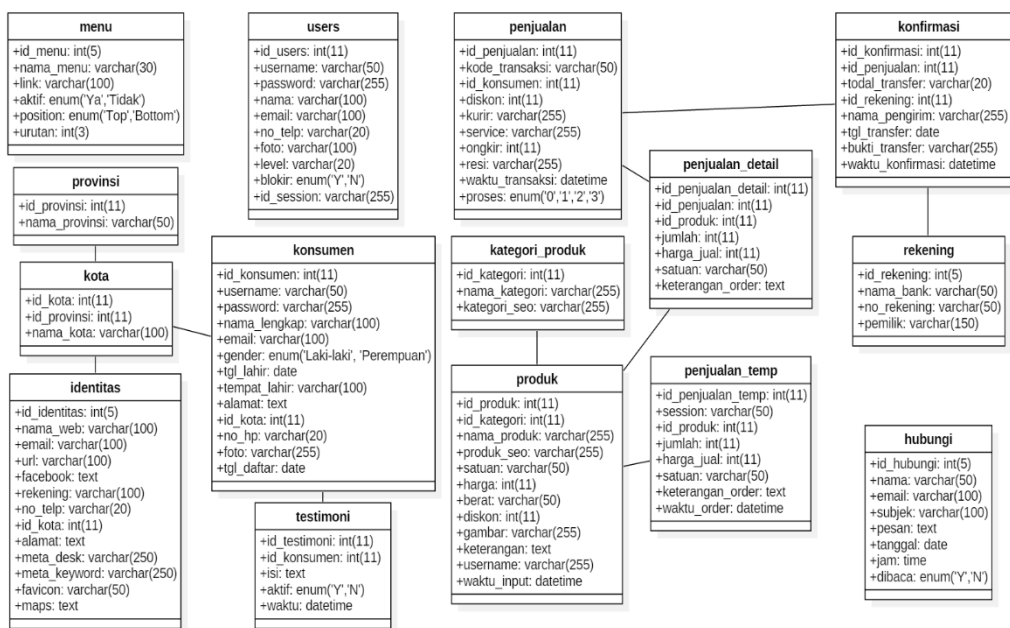 menu
+id_menu: int(5)
+nama_menu: varchar(30)
+link: varchar(100)
+aktif: enum('Ya','Tidak')
+position: enum('Top','Bottom')
+urutan: int(3)
users
+id_users: int(11)
+username: varchar(50)
+password: varchar(255)
+nama: varchar(100)
+email: varchar(100)
+no_telp: varchar(20)
+foto: varchar(100)
+level: varchar(20)
+blokir: enum('Y','N')
+id_session: varchar(255)
penjualan
+id_penjualan: int(11)
+kode_transaksi: varchar(50)
+id_konsumen: int(11)
+diskon: int(11)
+kurir: varchar(255)
+service: varchar(255)
+ongkir: int(11)
+resi: varchar(255)
+waktu_transaksi: datetime
+proses: enum('0','1','2','3')
konfirmasi
+id_konfirmasi: int(11)
+id_penjualan: int(11)
+todal_transfer: varchar(20)
+id_rekening: int(11)
+nama_pengirim: varchar(255)
+tgl_transfer: date
+bukti_transfer: varchar(255)
+waktu_konfirmasi: datetime
penjualan_detail
+id_penjualan_detail: int(11)
+id_penjualan: int(11)
+id_produk: int(11)
+jumlah: int(11)
+harga_jual: int(11)
+satuan: varchar(50)
+keterangan_order: text
provinsi
+id_provinsi: int(11)
+nama_provinsi: varchar(50)
kota
+id_kota: int(11)
+id_provinsi: int(11)
+nama_kota: varchar(100)
konsumen
+id_konsumen: int(11)
+username: varchar(50)
+password: varchar(255)
+nama_lengkap: varchar(100)
+email: varchar(100)
+gender: enum('Laki-laki', 'Perempuan')
+tgl_lahir: date
+tempat_lahir: varchar(100)
+alamat: text
+id_kota: int(11)
+no_hp: varchar(20)
+foto: varchar(255)
+tgl_daftar: date
kategori_produk
+id_kategori: int(11)
+nama_kategori: varchar(255)
+kategori_seo: varchar(255)
rekening
+id_rekening: int(5)
+nama_bank: varchar(50)
+no_rekening: varchar(50)
+pemilik: varchar(150)
identitas
+id_identitas: int(5)
+nama_web: varchar(100)
+email: varchar(100)
+url: varchar(100)
+facebook: text
+rekening: varchar(100)
+no_telp: varchar(20)
+id_kota: int(11)
+alamat: text
+meta_desk: varchar(250)
+meta_keyword: varchar(250)
+favicon: varchar(50)
+maps: text
testimoni
+id_testimoni: int(11)
+id_konsumen: int(11)
+isi: text
+aktif: enum('Y','N')
+waktu: datetime
produk
+id_produk: int(11)
+id_kategori: int(11)
+nama_produk: varchar(255)
+produk_seo: varchar(255)
+satuan: varchar(50)
+harga: int(11)
+berat: varchar(50)
+diskon: int(11)
+gambar: varchar(255)
+keterangan: text
+username: varchar(255)
+waktu_input: datetime
penjualan_temp
+id_penjualan_temp: int(11)
+session: varchar(50)
+id_produk: int(11)
+jumlah: int(11)
+harga_jual: int(11)
+satuan: varchar(50)
+keterangan_order: text
+waktu_order: datetime
hubungi
+id_hubungi: int(5)
+nama: varchar(50)
+email: varchar(100)
+subjek: varchar(100)
+pesan: text
+tanggal: date
+jam: time
+dibaca: enum('Y','N')